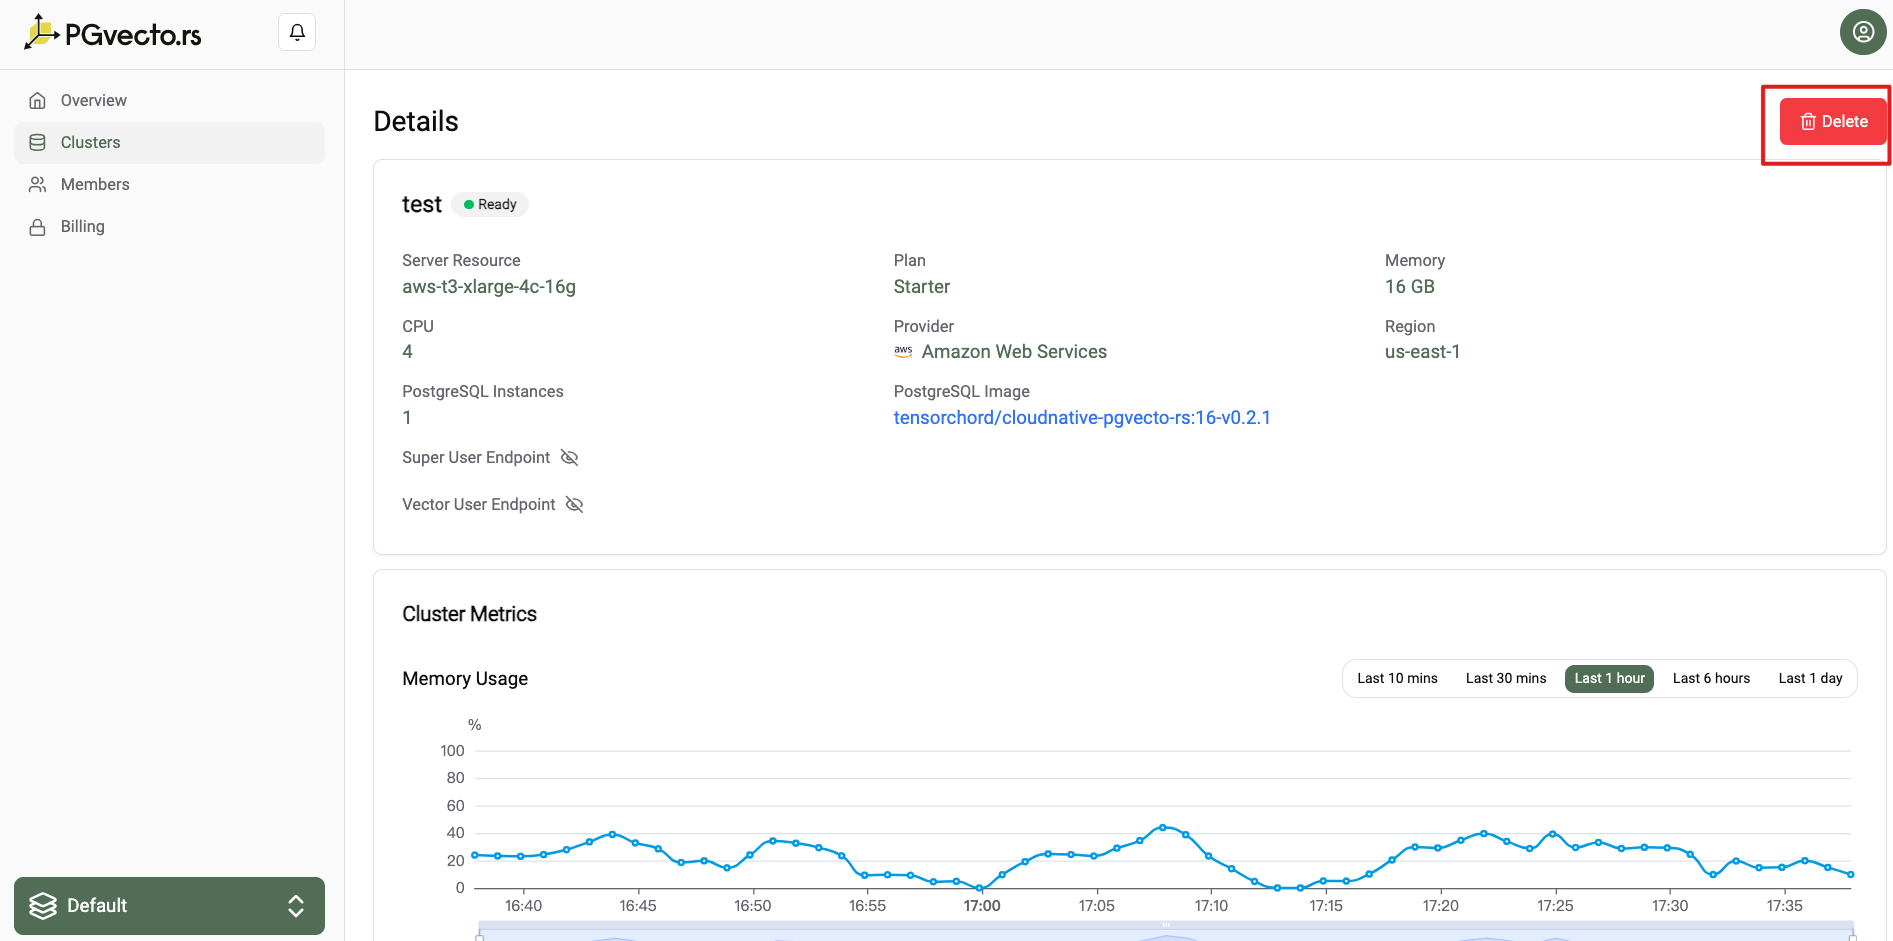 PGvecto.rs
Overview
Clusters
Members
Billing
Default
Details
Delete
test
Ready
Server Resource
aws-t3-xlarge-4c-16g
Plan
Starter
Memory
16 GB
CPU
4
Provider
aws Amazon Web Services
Region
us-east-1
PostgreSQL Instances
1
PostgreSQL Image
tensorchord/cloudnative-pgvecto-rs:16-v0.2.1
Super User Endpoint
Vector User Endpoint
Cluster Metrics
Memory Usage
Last 10 mins Last 30 mins Last 1 hour Last 6 hours Last 1 day
%
100
80
60
40
20
0
16:40 16:45 16:50 16:55 17:00 17:05 17:10 17:15 17:20 17:25 17:30 17:35